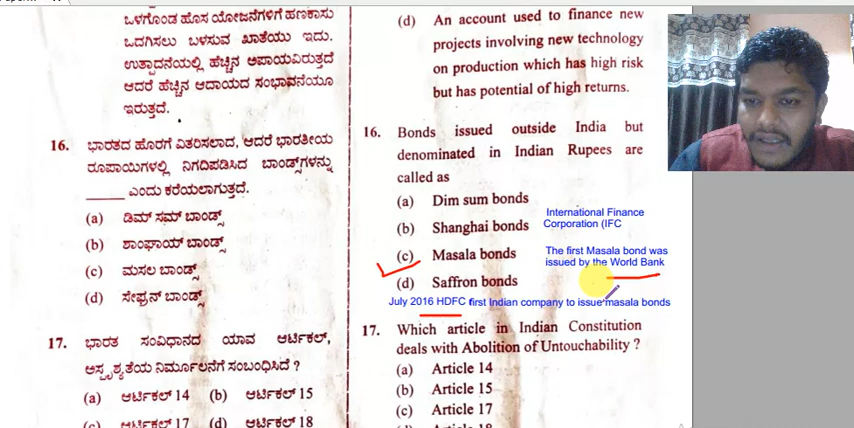 ಒಳಗೊಂಡ ಹೊಸ ಯೋಜನೆಗಳಿಗೆ ಹಣಕಾಸು
ಒದಗಿಸಲು ಬಳಸುವ ಖಾತೆಯು ಇದು.
ಉತ್ಪಾದನೆಯಲ್ಲಿ ಹೆಚ್ಚಿನ ಅಪಾಯವಿರುತ್ತದೆ
ಆದರೆ ಹೆಚ್ಚಿನ ಆದಾಯದ ಸಂಭಾವನೆಯೂ
ಇರುತ್ತದೆ.
16. ಭಾರತದ ಹೊರಗೆ ವಿತರಿಸಲಾದ, ಆದರೆ ಭಾರತೀಯ
ರೂಪಾಯಿಗಳಲ್ಲಿ ನಿಗದಿಪಡಿಸಿದ ಬಾಂಡ್ಸ್‌ಗಳನ್ನು
______ ಎಂದು ಕರೆಯಲಾಗುತ್ತದೆ.
(a) ಡಿಮ್ ಸಮ್ ಬಾಂಡ್ಸ್
(b) ಶಾಂಘಾಯ್ ಬಾಂಡ್ಸ್
(c) ಮಸಲ ಬಾಂಡ್ಸ್
(d) ಸೇಫ್ರನ್ ಬಾಂಡ್ಸ್
17. ಭಾರತ ಸಂವಿಧಾನದ ಯಾವ ಆರ್ಟಿಕಲ್,
ಅಸ್ಪೃಶ್ಯತೆಯ ನಿರ್ಮೂಲನೆಗೆ ಸಂಬಂಧಿಸಿದೆ ?
(a) ಆರ್ಟಿಕಲ್ 14 (b) ಆರ್ಟಿಕಲ್ 15
(c) ಆರ್ಟಿಕಲ್ 17 (d) ಆರ್ಟಿಕಲ್ 18
(d) An account used to finance new
projects involving new technology
on production which has high risk
but has potential of high returns.
16. Bonds issued outside India but
denominated in Indian Rupees are
called as
(a) Dim sum bonds
(b) Shanghai bonds
(c) Masala bonds
(d) Saffron bonds
International Finance
Corporation (IFC
The first Masala bond was
issued by the World Bank
July 2016 HDFC first Indian company to issue masala bonds
17. Which article in Indian Constitution
deals with Abolition of Untouchability ?
(a) Article 14
(b) Article 15
(c) Article 17
(d) Article 18